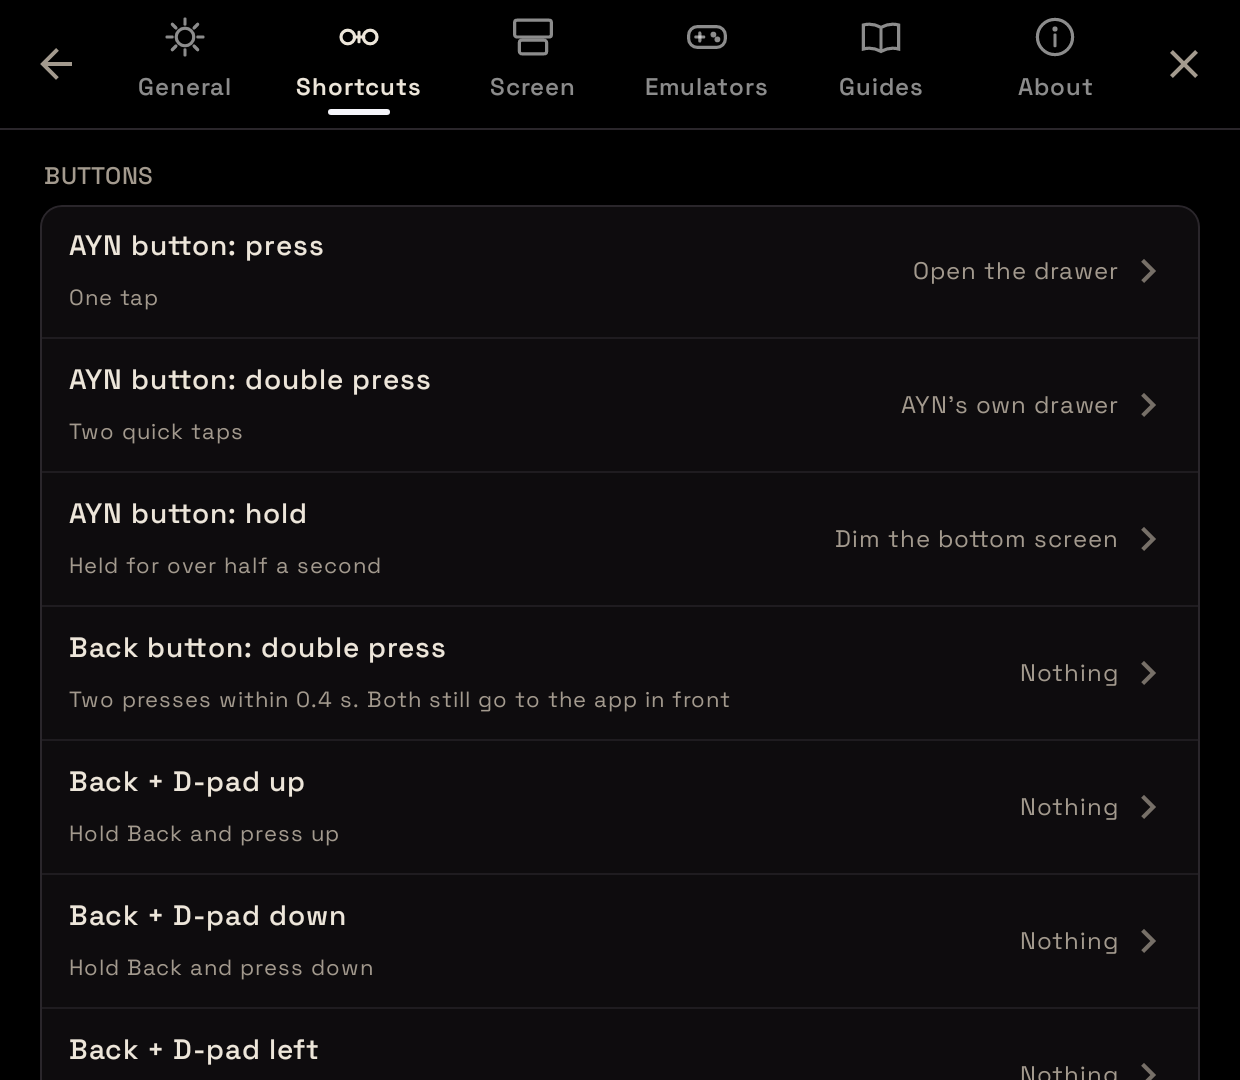 General
Shortcuts
Screen
Emulators
Guides
About
BUTTONS
AYN button: press
One tap
Open the drawer
AYN button: double press
Two quick taps
AYN’s own drawer
AYN button: hold
Held for over half a second
Dim the bottom screen
Back button: double press
Two presses within 0.4 s. Both still go to the app in front
Nothing
Back + D-pad up
Hold Back and press up
Nothing
Back + D-pad down
Hold Back and press down
Nothing
Back + D-pad left
Nothing